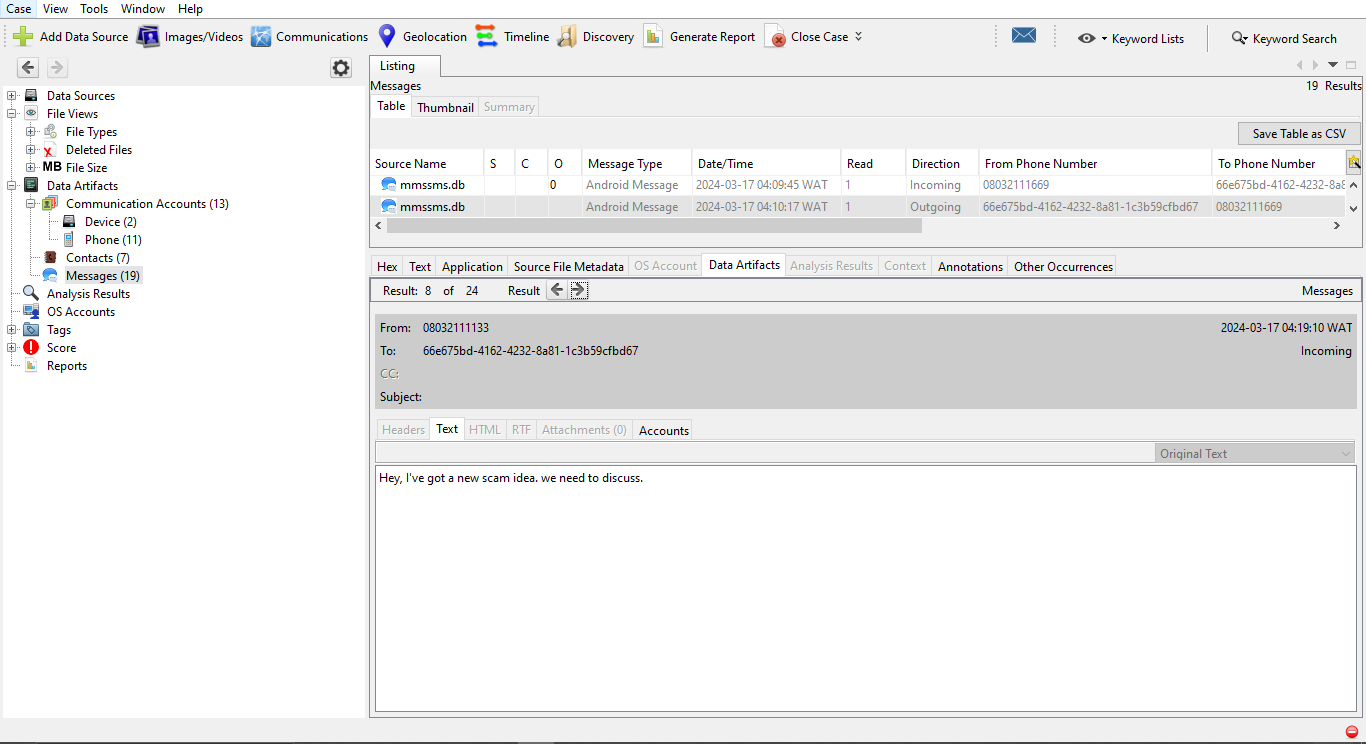 Case View Tools Window Help
Add Data Source Images/Videos Communications Geolocation Timeline Discovery Generate Report Close Case Keyword Lists Keyword Search
Listing
Data Sources
File Views
File Types
Deleted Files
MB File Size
Data Artifacts
Communication Accounts (13)
Device (2)
Phone (11)
Contacts (7)
Messages (19)
Analysis Results
OS Accounts
Tags
Score
Reports
Messages 19 Results
Table Thumbnail Summary
Save Table as CSV
Source Name S C O Message Type Date/Time Read Direction From Phone Number To Phone Number
mmssms.db 0 Android Message 2024-03-17 04:09:45 WAT 1 Incoming 08032111669 66e675bd-4162-4232-8a8
mmssms.db Android Message 2024-03-17 04:10:17 WAT 1 Outgoing 66e675bd-4162-4232-8a81-1c3b59cfbd67 08032111669
Hex Text Application Source File Metadata OS Account Data Artifacts Analysis Results Context Annotations Other Occurrences
Result: 8 of 24 Result Messages
From: 08032111133 2024-03-17 04:19:10 WAT
To: 66e675bd-4162-4232-8a81-1c3b59cfbd67 Incoming
CC:
Subject:
Headers Text HTML RTF Attachments (0) Accounts
Original Text
Hey, I've got a new scam idea. we need to discuss.